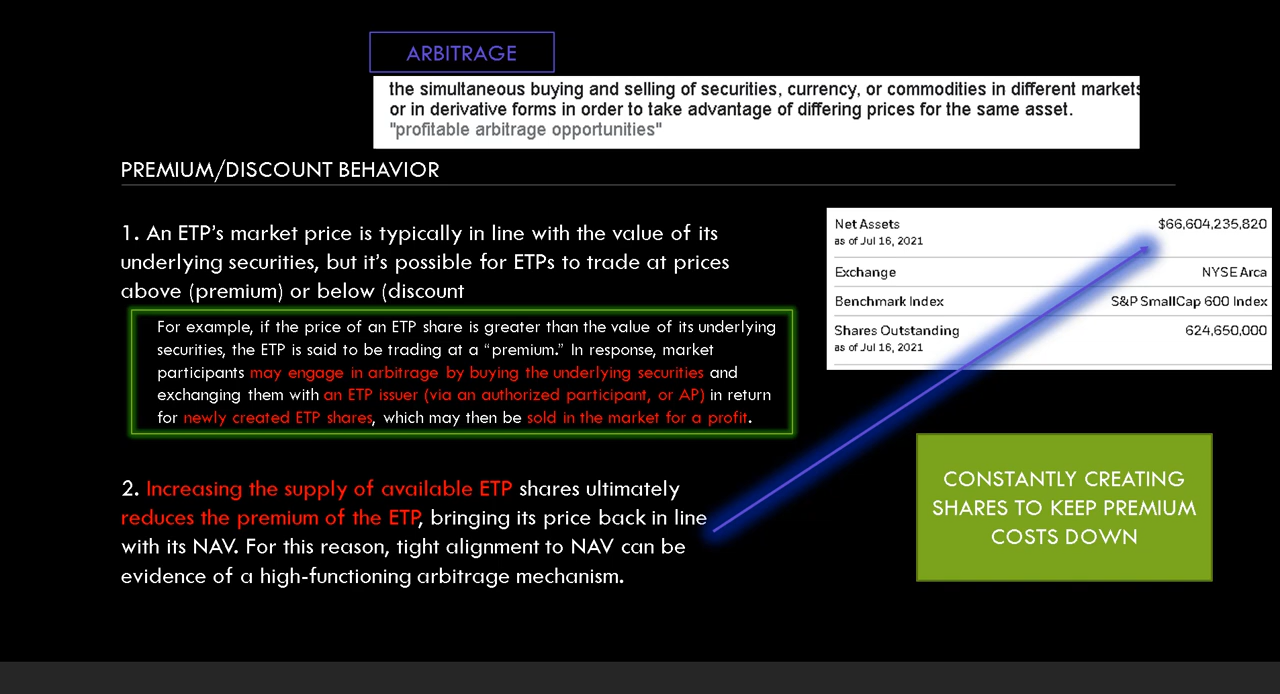 ARBITRAGE
the simultaneous buying and selling of securities, currency, or commodities in different markets
or in derivative forms in order to take advantage of differing prices for the same asset.
"profitable arbitrage opportunities"
PREMIUM/DISCOUNT BEHAVIOR
1. An ETP’s market price is typically in line with the value of its
underlying securities, but it’s possible for ETPs to trade at prices
above (premium) or below (discount
For example, if the price of an ETP share is greater than the value of its underlying
securities, the ETP is said to be trading at a “premium.” In response, market
participants may engage in arbitrage by buying the underlying securities and
exchanging them with an ETP issuer (via an authorized participant, or AP) in return
for newly created ETP shares, which may then be sold in the market for a profit.
2. Increasing the supply of available ETP shares ultimately
reduces the premium of the ETP, bringing its price back in line
with its NAV. For this reason, tight alignment to NAV can be
evidence of a high-functioning arbitrage mechanism.
Net Assets $66,604,235,820
as of Jul 16, 2021
Exchange NYSE Arca
Benchmark Index S&P SmallCap 600 Index
Shares Outstanding 624,650,000
as of Jul 16, 2021
CONSTANTLY CREATING
SHARES TO KEEP PREMIUM
COSTS DOWN